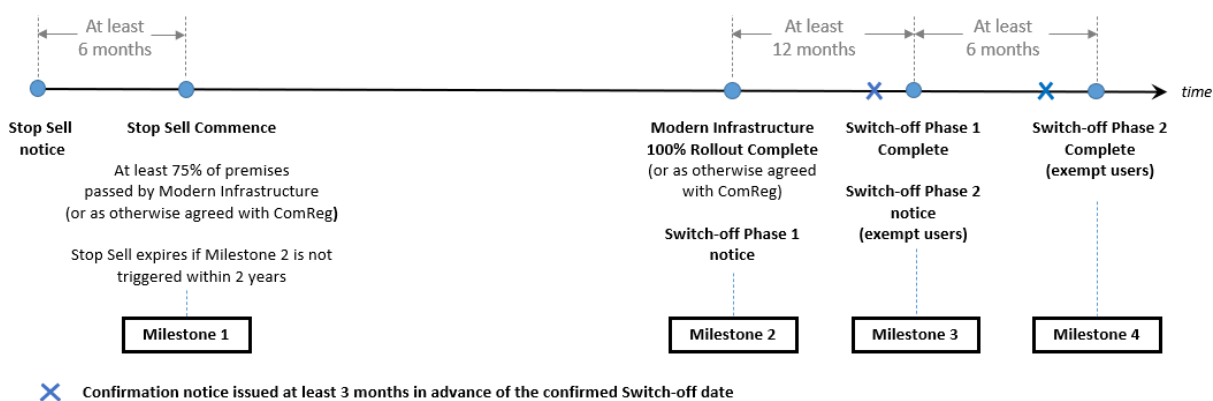 At least
6 months
At least
12 months
At least
6 months
time
Stop Sell
notice
Stop Sell Commence
At least 75% of premises
passed by Modern Infrastructure
(or as otherwise agreed with ComReg)
Stop Sell expires if Milestone 2 is not
triggered within 2 years
Milestone 1
Modern Infrastructure
100% Rollout Complete
(or as otherwise agreed
with ComReg)
Switch-off Phase 1
notice
Milestone 2
Switch-off Phase 1
Complete
Switch-off Phase 2
notice
(exempt users)
Milestone 3
Switch-off Phase 2
Complete
(exempt users)
Milestone 4
Confirmation notice issued at least 3 months in advance of the confirmed Switch-off date